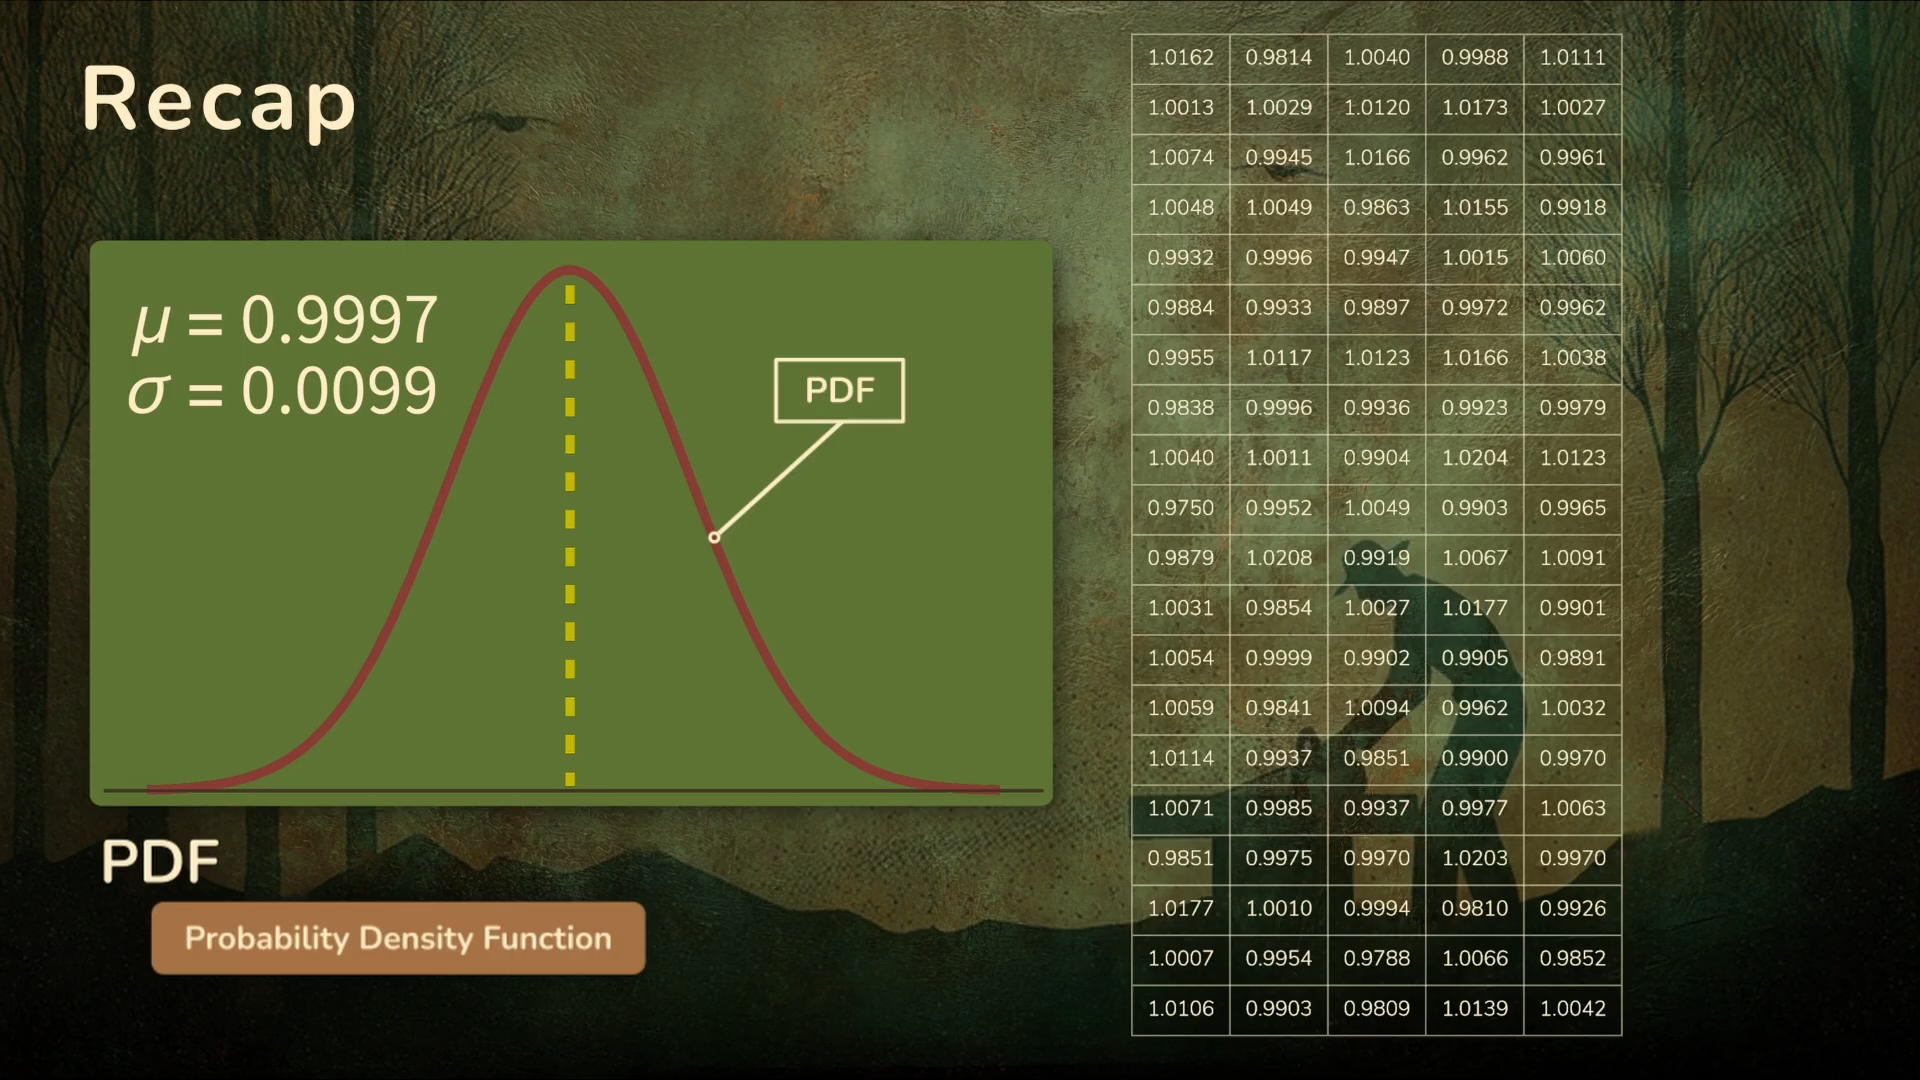 Recap
μ = 0.9997
σ = 0.0099
PDF
PDF
Probability Density Function
1.0162 0.9814 1.0040 0.9988 1.0111
1.0013 1.0029 1.0120 1.0173 1.0027
1.0074 0.9945 1.0166 0.9962 0.9961
1.0048 1.0049 0.9863 1.0155 0.9918
0.9932 0.9996 0.9947 1.0015 1.0060
0.9884 0.9933 0.9897 0.9972 0.9962
0.9955 1.0117 1.0123 1.0166 1.0038
0.9838 0.9996 0.9936 0.9923 0.9979
1.0040 1.0011 0.9904 1.0204 1.0123
0.9750 0.9952 1.0049 0.9903 0.9965
0.9879 1.0208 0.9919 1.0067 1.0091
1.0031 0.9854 1.0027 1.0177 0.9901
1.0054 0.9999 0.9902 0.9905 0.9891
1.0059 0.9841 1.0094 0.9962 1.0032
1.0114 0.9937 0.9851 0.9900 0.9970
1.0071 0.9985 0.9937 0.9977 1.0063
0.9851 0.9975 0.9970 1.0203 0.9970
1.0177 1.0010 0.9994 0.9810 0.9926
1.0007 0.9954 0.9788 1.0066 0.9852
1.0106 0.9903 0.9809 1.0139 1.0042